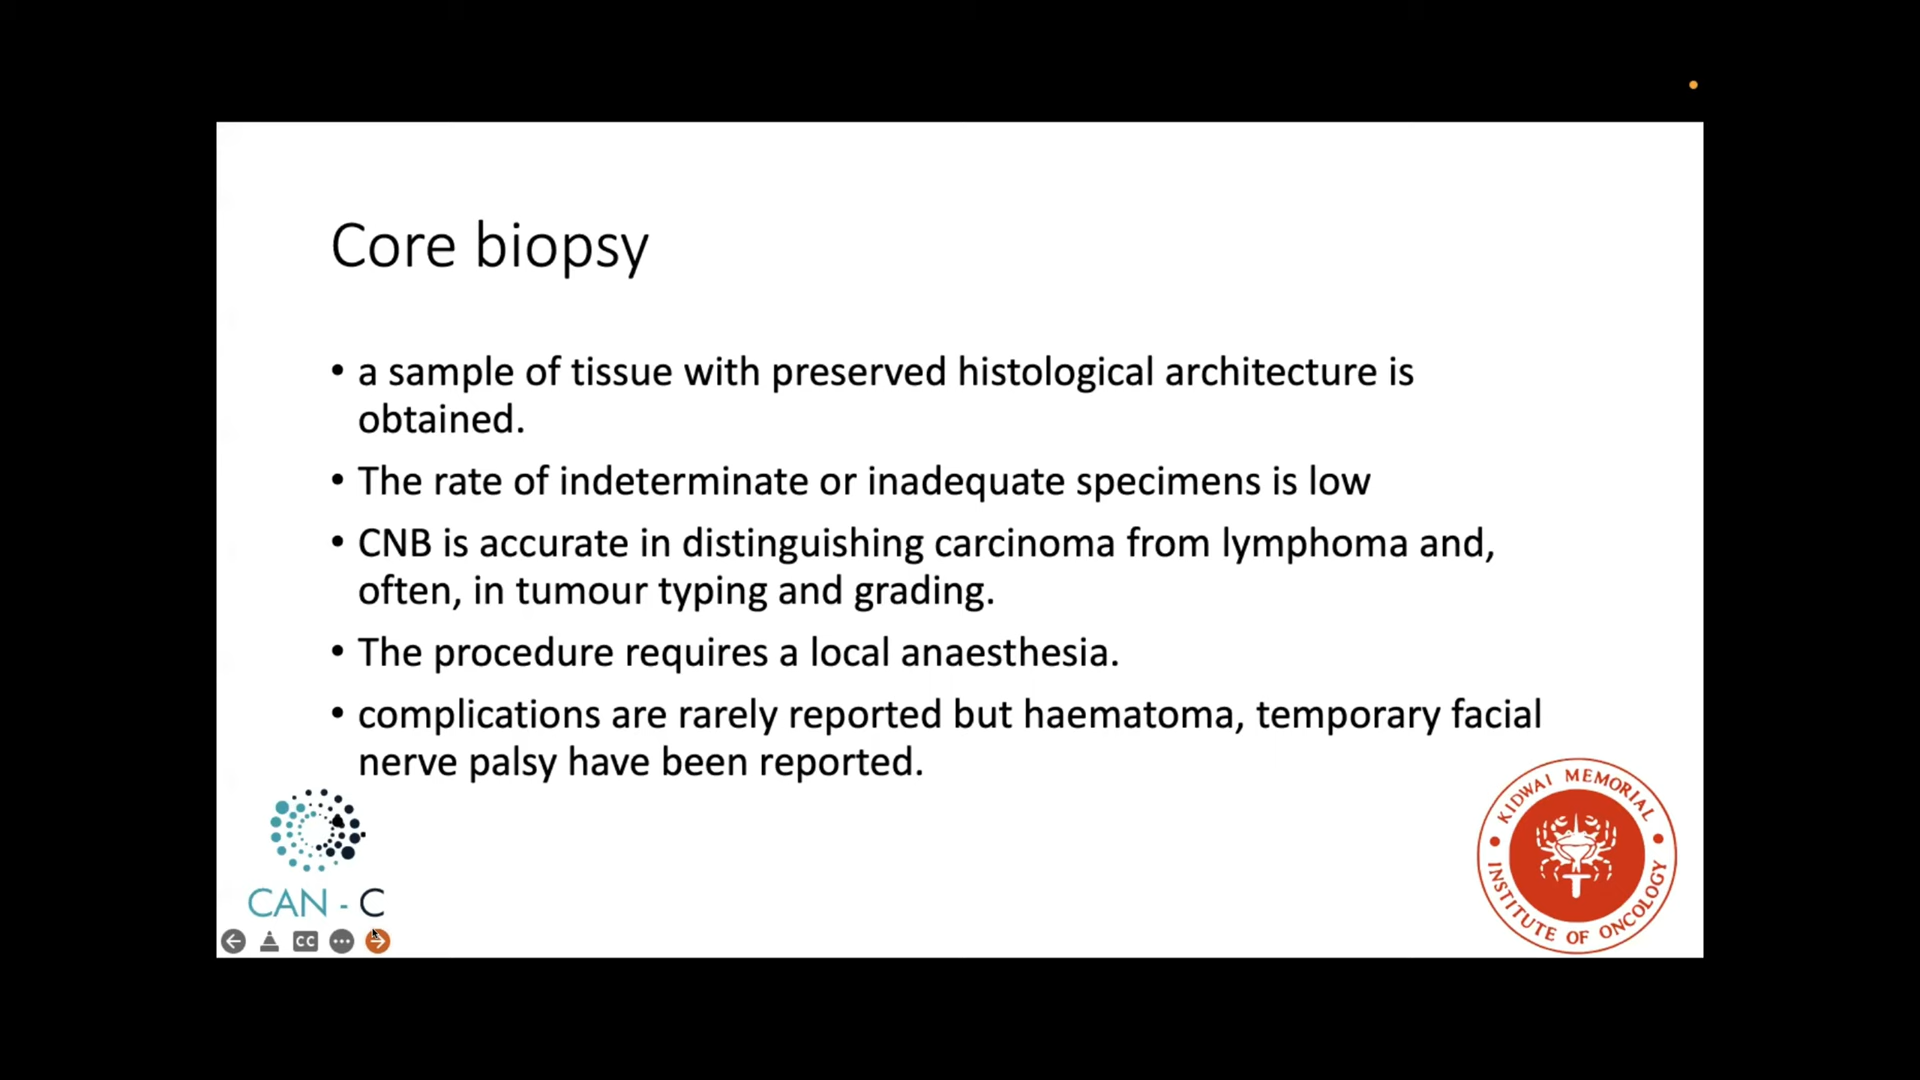 Core biopsy
• a sample of tissue with preserved histological architecture is
obtained.
• The rate of indeterminate or inadequate specimens is low
• CNB is accurate in distinguishing carcinoma from lymphoma and,
often, in tumour typing and grading.
• The procedure requires a local anaesthesia.
• complications are rarely reported but haematoma, temporary facial
nerve palsy have been reported.
CAN - C
CC
KIDWAI MEMORIAL
INSTITUTE OF ONCOLOGY